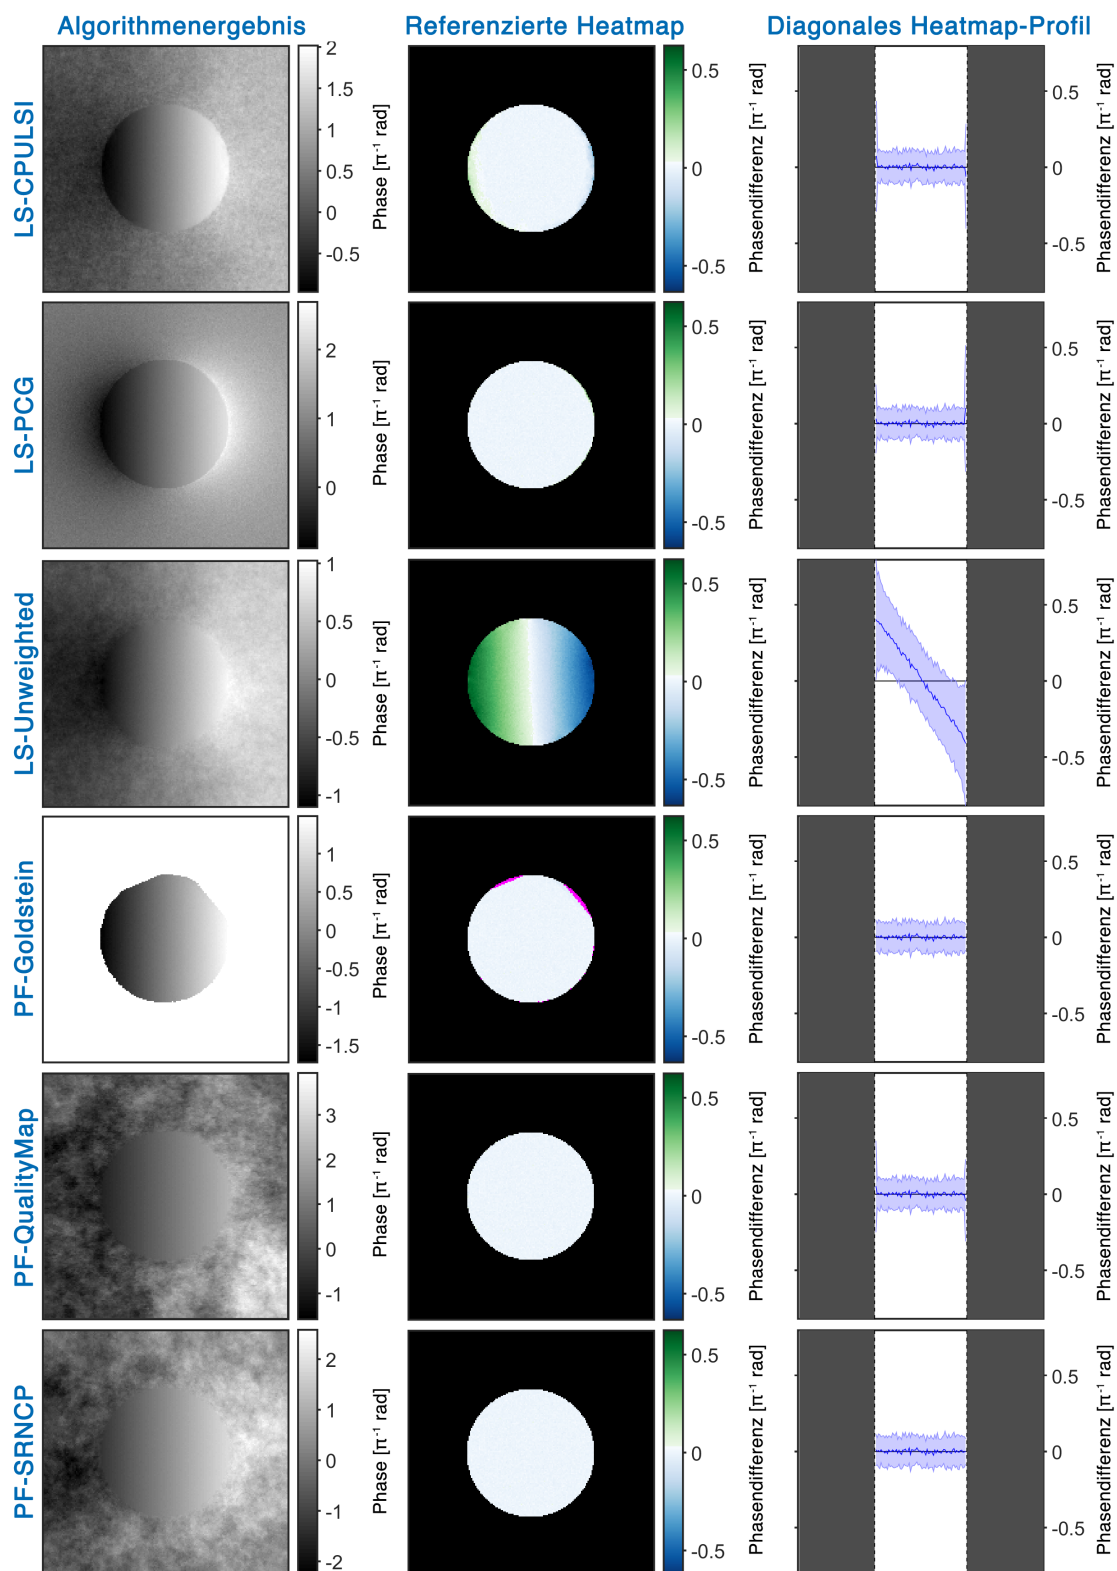 Algorithmenergebnis
Referenzierte Heatmap
Diagonales Heatmap-Profil
LS-CPULSI
2
1.5
1
0.5
0
-0.5
Phase [π⁻¹ rad]
0.5
0
-0.5
Phasendifferenz [π⁻¹ rad]
0.5
0
-0.5
Phasendifferenz [π⁻¹ rad]
LS-PCG
2
1
0
Phase [π⁻¹ rad]
0.5
0
-0.5
Phasendifferenz [π⁻¹ rad]
0.5
0
-0.5
Phasendifferenz [π⁻¹ rad]
LS-Unweighted
1
0.5
0
-0.5
-1
Phase [π⁻¹ rad]
0.5
0
-0.5
Phasendifferenz [π⁻¹ rad]
0.5
0
-0.5
Phasendifferenz [π⁻¹ rad]
PF-Goldstein
1
0.5
0
-0.5
-1
-1.5
Phase [π⁻¹ rad]
0.5
0
-0.5
Phasendifferenz [π⁻¹ rad]
0.5
0
-0.5
Phasendifferenz [π⁻¹ rad]
PF-QualityMap
3
2
1
0
-1
Phase [π⁻¹ rad]
0.5
0
-0.5
Phasendifferenz [π⁻¹ rad]
0.5
0
-0.5
Phasendifferenz [π⁻¹ rad]
PF-SRNCP
2
1
0
-1
-2
Phase [π⁻¹ rad]
0.5
0
-0.5
Phasendifferenz [π⁻¹ rad]
0.5
0
-0.5
Phasendifferenz [π⁻¹ rad]